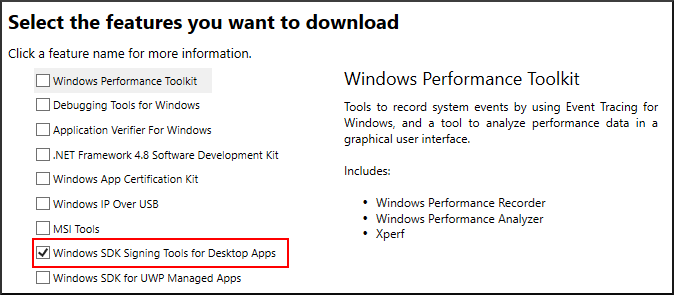 Select the features you want to download
Click a feature name for more information.
Windows Performance Toolkit
Debugging Tools for Windows
Application Verifier For Windows
.NET Framework 4.8 Software Development Kit
Windows App Certification Kit
Windows IP Over USB
MSI Tools
Windows SDK Signing Tools for Desktop Apps
Windows SDK for UWP Managed Apps
Windows Performance Toolkit
Tools to record system events by using Event Tracing for
Windows, and a tool to analyze performance data in a
graphical user interface.
Includes:
• Windows Performance Recorder
• Windows Performance Analyzer
• Xperf